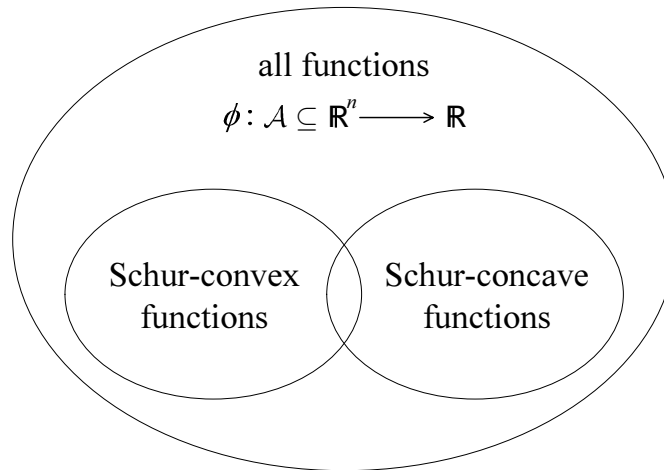 all functions
ϕ : 𝒜 ⊆ ℝⁿ ⟶ ℝ
Schur-convex
functions
Schur-concave
functions